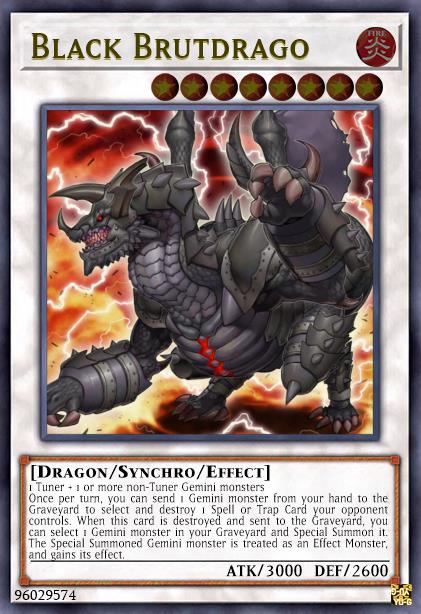 BLACK BRUTDRAGO
FIRE
炎
[DRAGON/SYNCHRO/EFFECT]
1 Tuner + 1 or more non-Tuner Gemini monsters
Once per turn, you can send 1 Gemini monster from your hand to the
Graveyard to select and destroy 1 Spell or Trap Card your opponent
controls. When this card is destroyed and sent to the Graveyard, you
can select 1 Gemini monster in your Graveyard and Special Summon it.
The Special Summoned Gemini monster is treated as an Effect Monster,
and gains its effect.
ATK/3000 DEF/2600
96029574